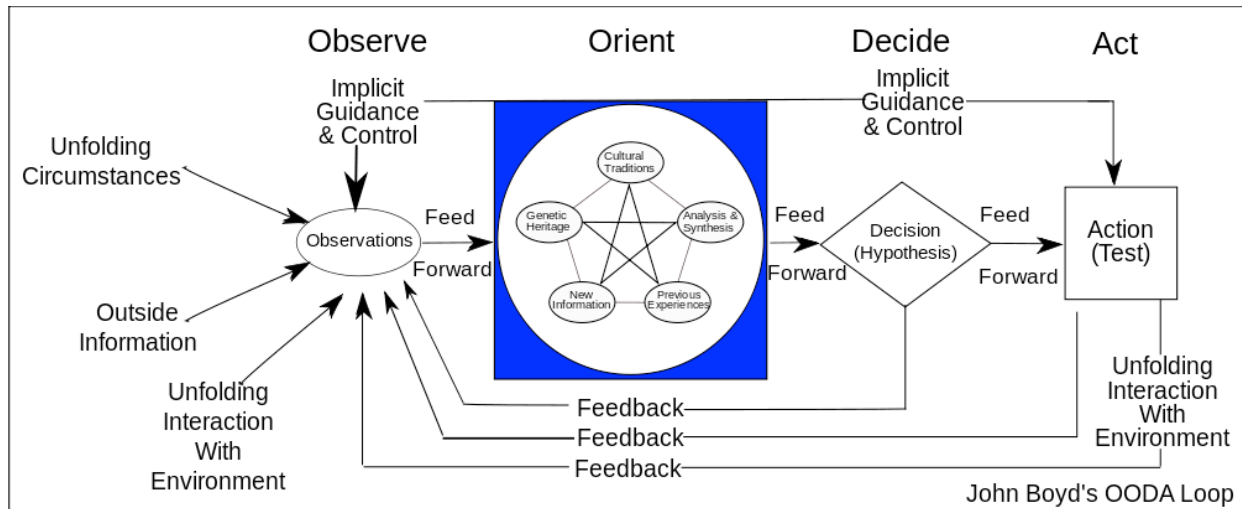 Observe
Orient
Decide
Act
Implicit
Guidance
& Control
Implicit
Guidance
& Control
Unfolding
Circumstances
Observations
Feed
Forward
Cultural
Traditions
Genetic
Heritage
Analysis &
Synthesis
New
Information
Previous
Experiences
Feed
Forward
Decision
(Hypothesis)
Feed
Forward
Action
(Test)
Outside
Information
Unfolding
Interaction
With
Environment
Feedback
Feedback
Feedback
Unfolding
Interaction
With
Environment
John Boyd's OODA Loop